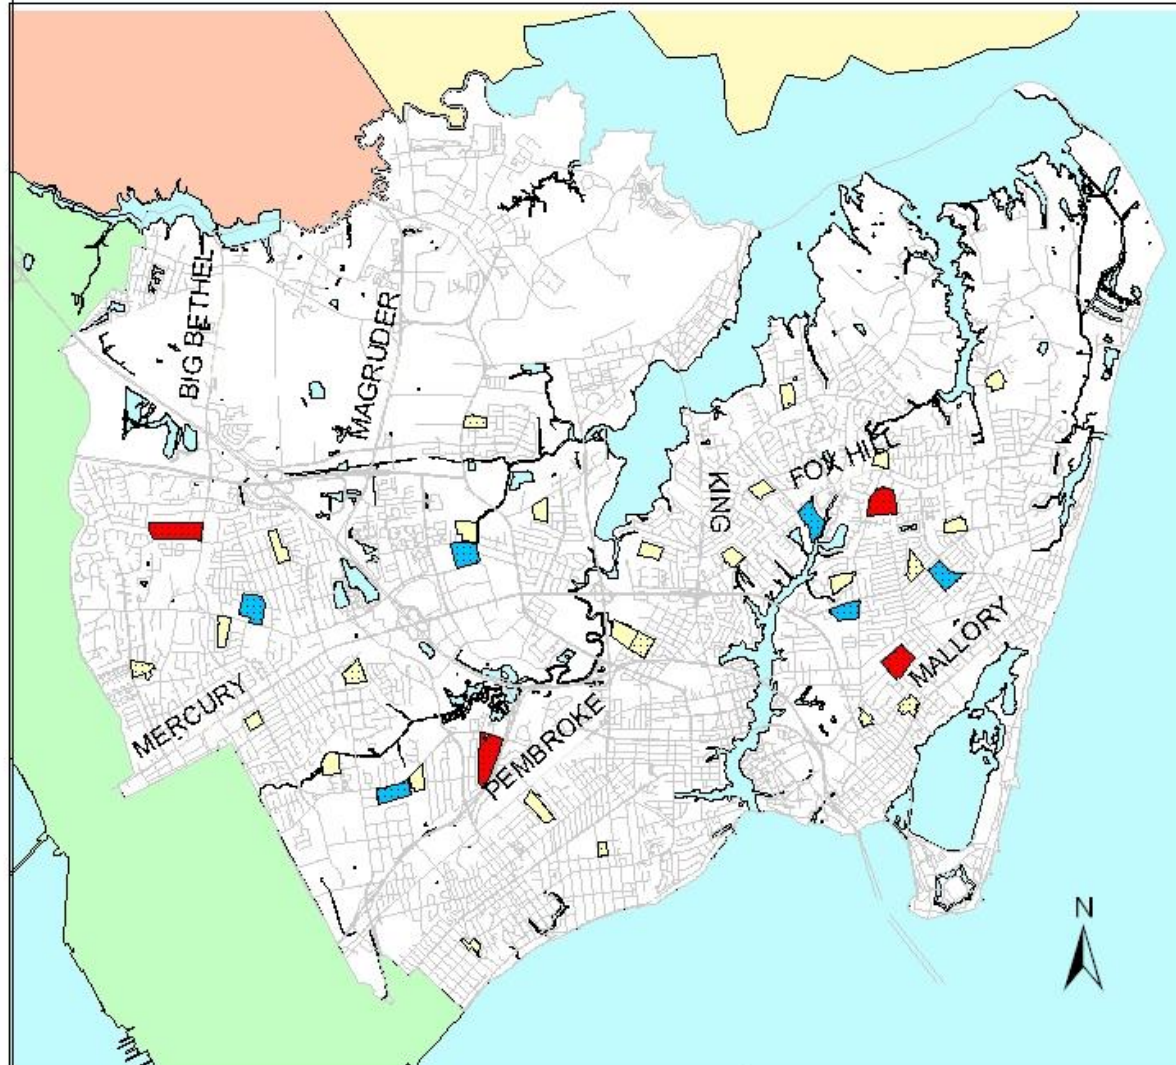 BIG BETHEL
MAGRUDER
KING
FOX HILL
MERCURY
PEMBROKE
MALLORY
N